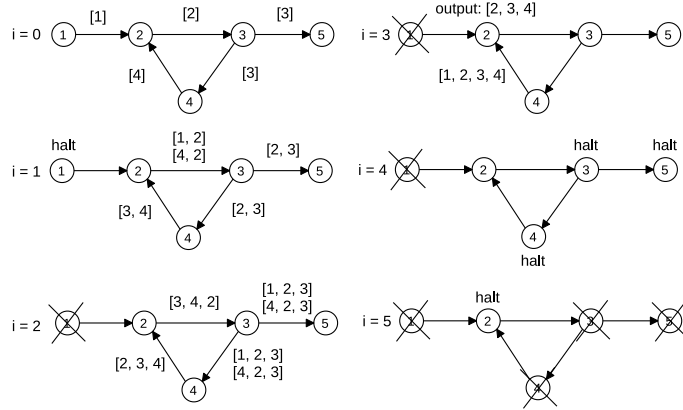 i = 0
1
[1]
2
[2]
3
[3]
5
[4]
[3]
4
i = 1
halt
1
2
[1, 2]
[4, 2]
3
[2, 3]
5
[3, 4]
[2, 3]
4
i = 2
1
2
[3, 4, 2]
3
[1, 2, 3]
[4, 2, 3]
5
[2, 3, 4]
[1, 2, 3]
[4, 2, 3]
4
i = 3
1
output: [2, 3, 4]
2
3
5
[1, 2, 3, 4]
4
i = 4
1
2
halt
3
halt
5
4
halt
i = 5
1
halt
2
3
5
4